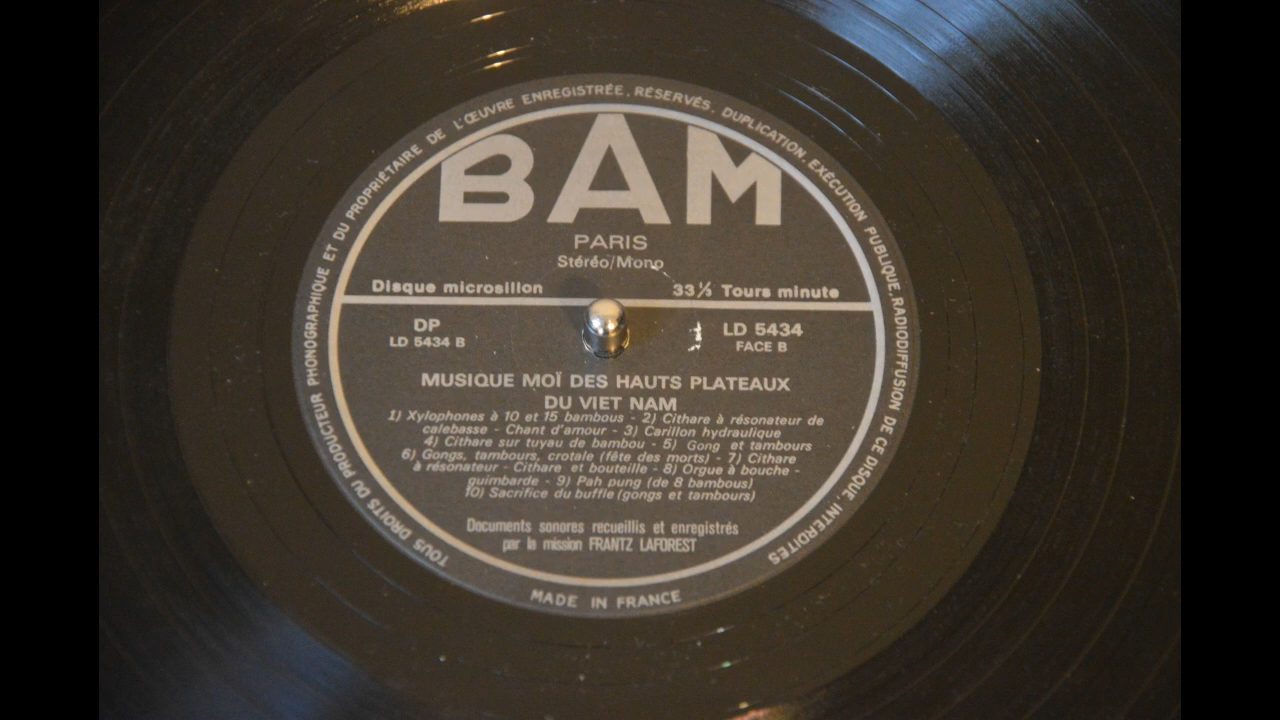 TOUS DROITS DU PRODUCTEUR PHONOGRAPHIQUE ET DU PROPRIÉTAIRE DE L'ŒUVRE ENREGISTRÉE, RÉSERVÉS. DUPLICATION, EXÉCUTION PUBLIQUE, RADIODIFFUSION DE CE DISQUE, INTERDITES
BAM
PARIS
Stéréo/Mono
Disque microsillon 33⅓ Tours minute
DP LD 5434
LD 5434 B FACE B
MUSIQUE MOÏ DES HAUTS PLATEAUX
DU VIET NAM
1) Xylophones à 10 et 15 bambous - 2) Cithare à résonateur de
calebasse - Chant d'amour - 3) Carillon hydraulique
4) Cithare sur tuyau de bambou - 5) Gong et tambours
6) Gongs, tambours, crotale (fête des morts) - 7) Cithare
à résonateur - Cithare et bouteille - 8) Orgue à bouche -
guimbarde - 9) Pah pung (de 8 bambous)
10) Sacrifice du buffle (gongs et tambours)
Documents sonores recueillis et enregistrés
par la mission FRANTZ LAFOREST
MADE IN FRANCE